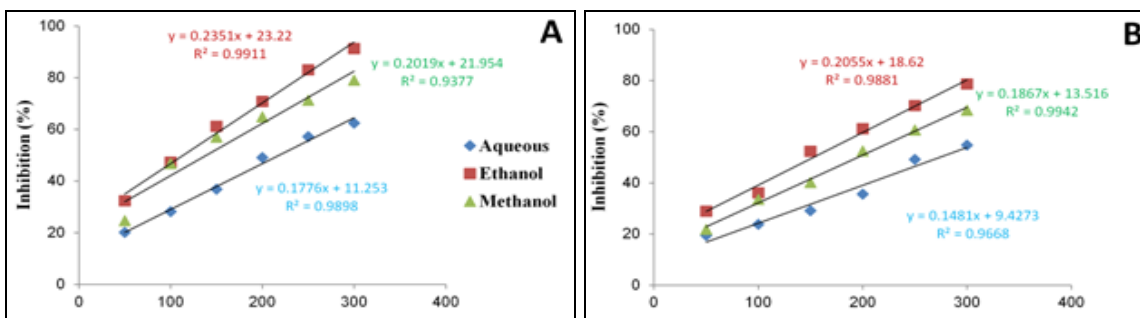 A
y = 0.2351x + 23.22
R² = 0.9911
y = 0.2019x + 21.954
R² = 0.9377
y = 0.1776x + 11.253
R² = 0.9898
Aqueous
Ethanol
Methanol
Inhibition (%)
100
80
60
40
20
0
0 100 200 300 400
B
y = 0.2055x + 18.62
R² = 0.9881
y = 0.1867x + 13.516
R² = 0.9942
y = 0.1481x + 9.4273
R² = 0.9668
Inhibition (%)
100
80
60
40
20
0
0 100 200 300 400